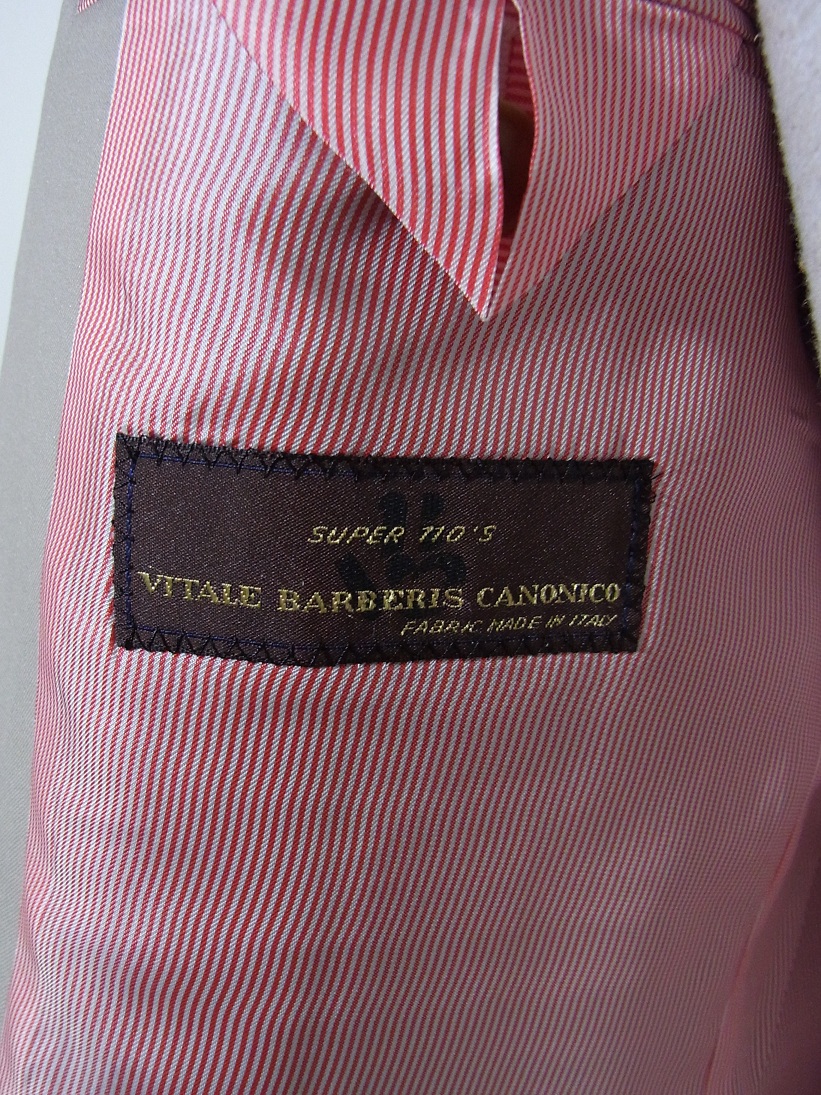 SUPER 110'S
VITALE BARBERIS CANONICO
FABRIC MADE IN ITALY